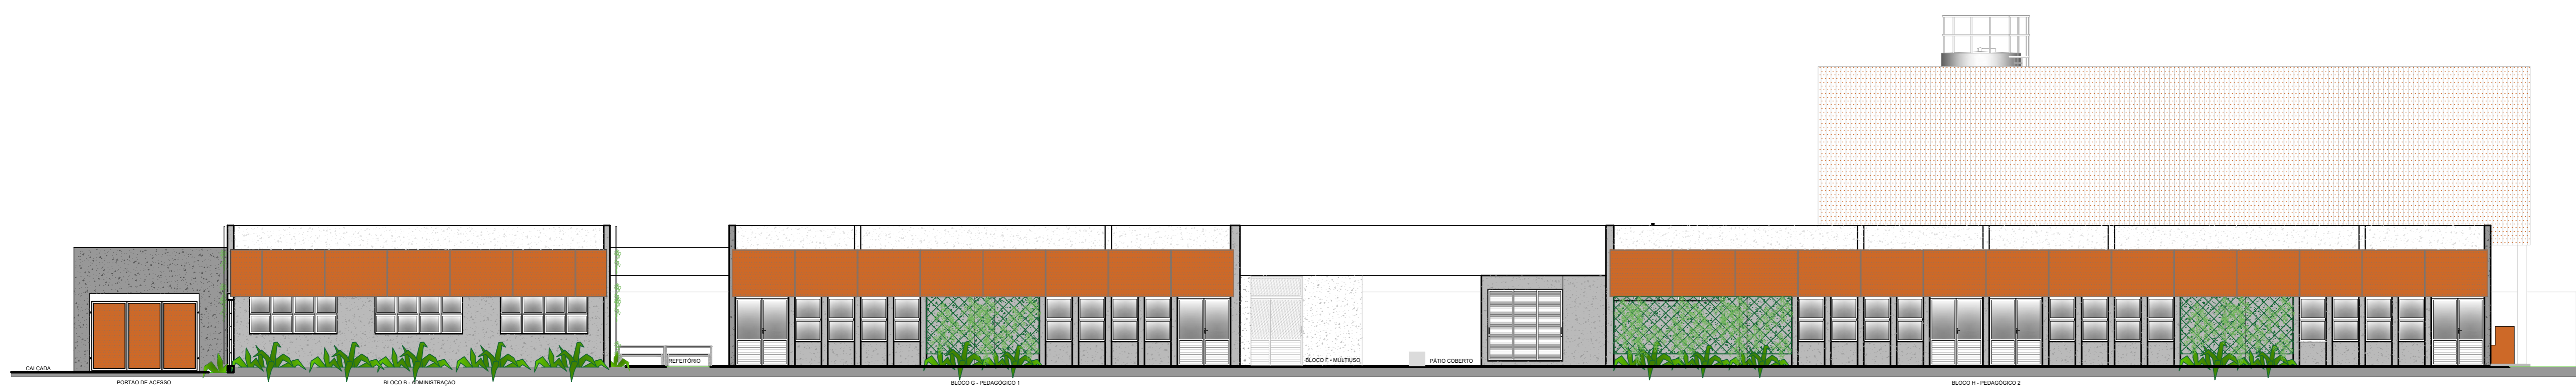 CALÇADA
PORTÃO DE ACESSO
BLOCO B - ADMINISTRAÇÃO
REFEITÓRIO
BLOCO G - PEDAGÓGICO 1
BLOCO F - MULTIUSO
PÁTIO COBERTO
BLOCO H - PEDAGÓGICO 2